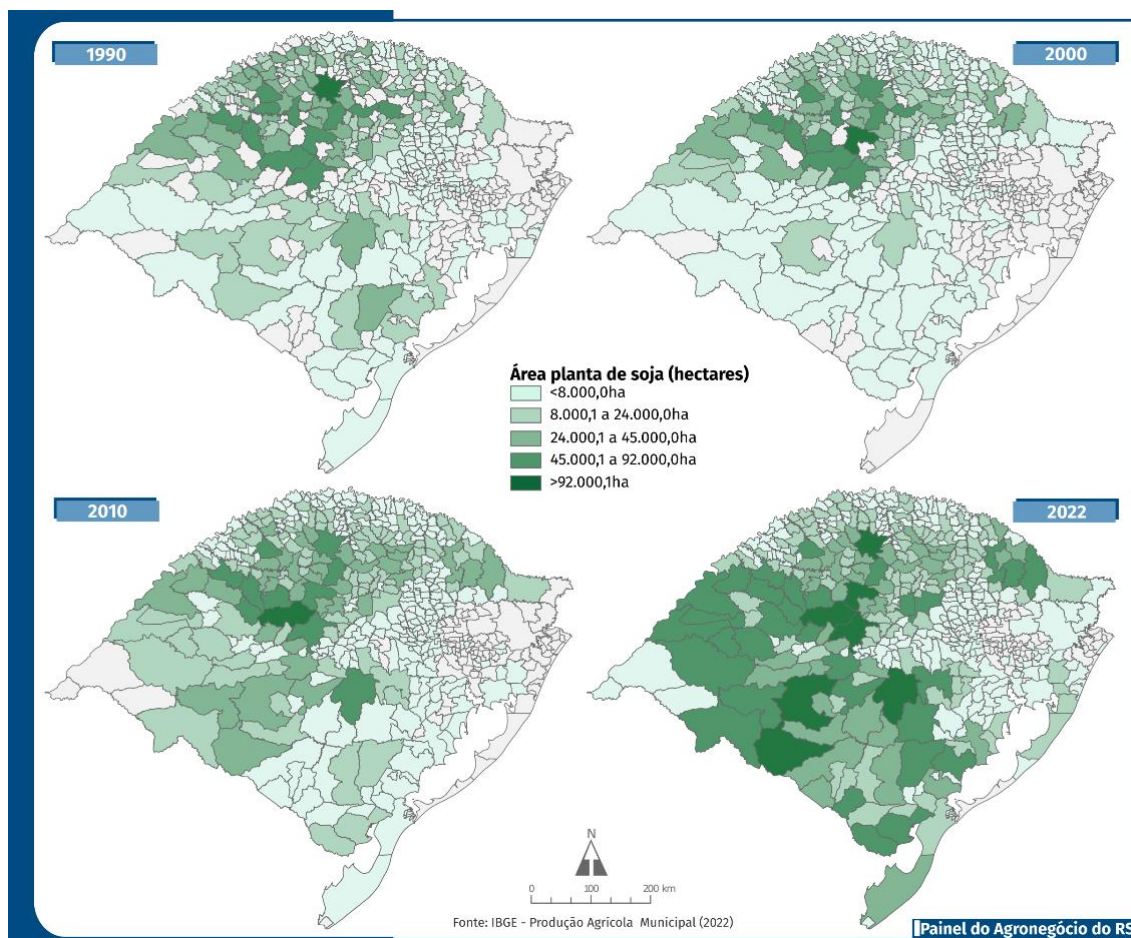 1990
2000
Área planta de soja (hectares)
<8.000,0ha
8.000,1 a 24.000,0ha
24.000,1 a 45.000,0ha
45.000,1 a 92.000,0ha
>92.000,1ha
2010
2022
N
0 100 200 km
Fonte: IBGE - Produção Agrícola Municipal (2022)
Painel do Agronegócio do RS